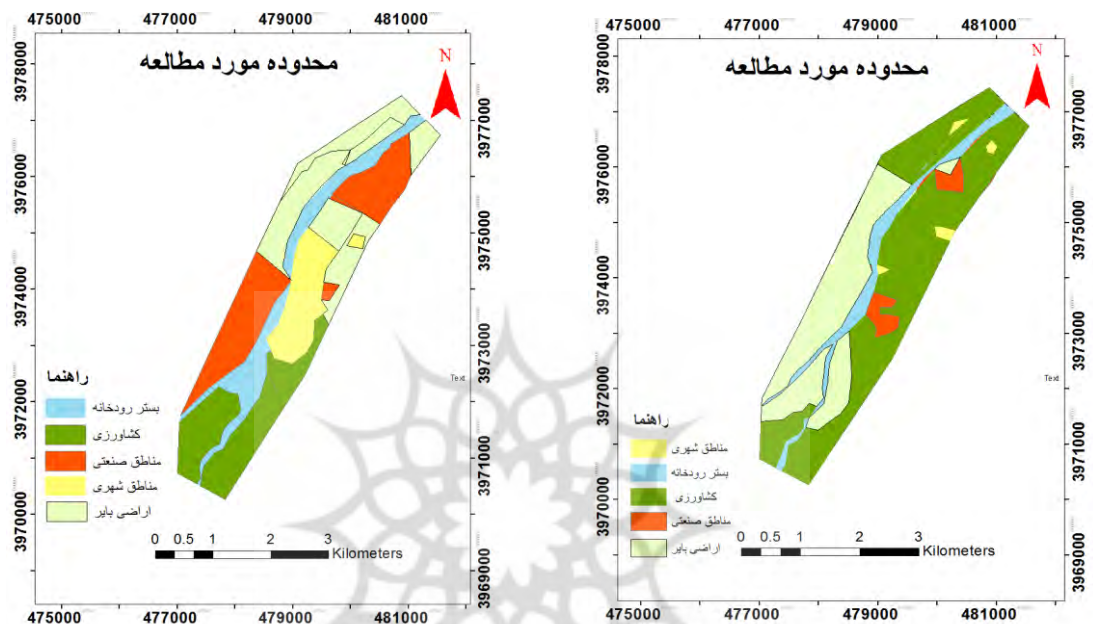 475000 477000 479000 481000
محدوده مورد مطالعه
N
3978000
3976000
3974000
3972000
3970000
3977000
3975000
3973000
3971000
3969000
Text
راهنما
بستر رودخانه
کشاورزی
مناطق صنعتی
مناطق شهری
اراضی بایر
0 0.5 1 2 3
Kilometers
475000 477000 479000 481000
475000 477000 479000 481000
محدوده مورد مطالعه
N
3978000
3976000
3974000
3972000
3970000
3977000
3975000
3973000
3971000
3969000
Text
راهنما
مناطق شهری
بستر رودخانه
کشاورزی
مناطق صنعتی
اراضی بایر
0 0.5 1 2 3
Kilometers
475000 477000 479000 481000